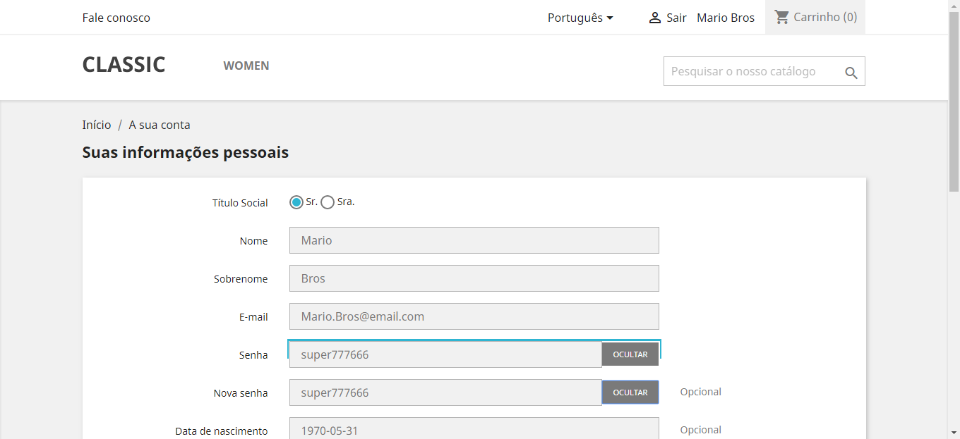 Fale conosco Português Sair Mario Bros Carrinho (0)
CLASSIC WOMEN Pesquisar o nosso catálogo
Início / A sua conta
Suas informações pessoais
Título Social Sr. Sra.
Nome Mario
Sobrenome Bros
E-mail Mario.Bros@email.com
Senha super777666 OCULTAR
Nova senha super777666 OCULTAR Opcional
Data de nascimento 1970-05-31 Opcional